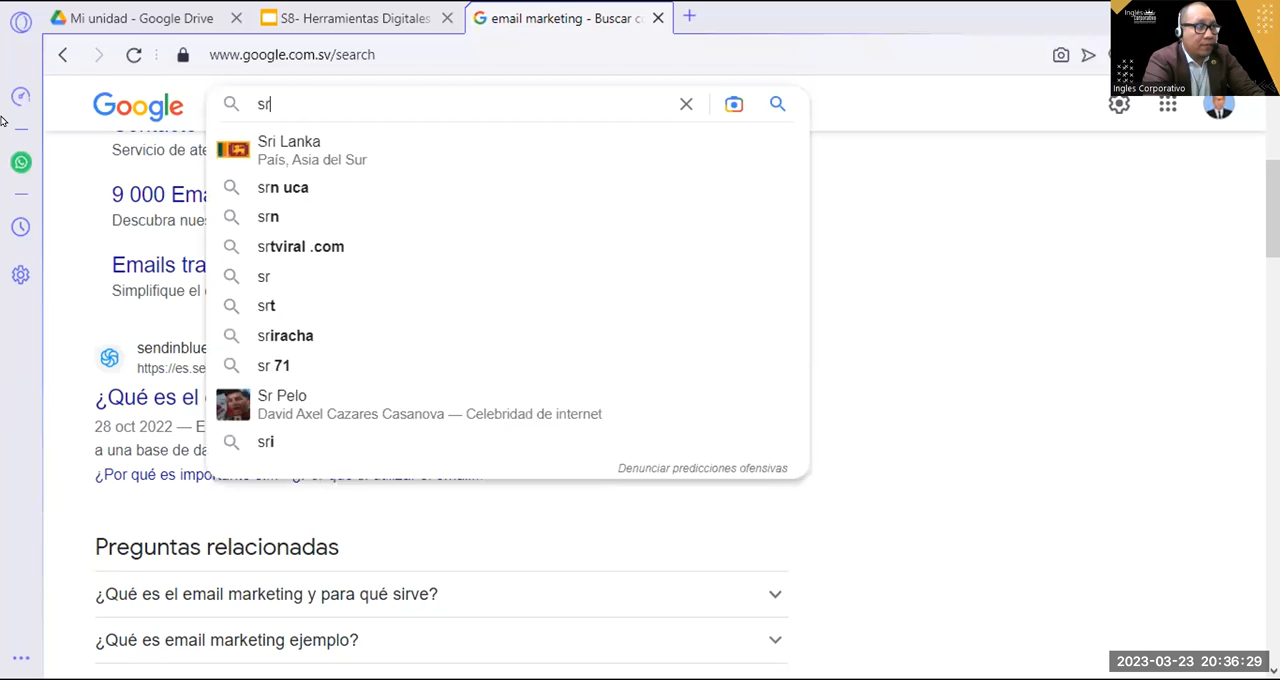 Mi unidad - Google Drive
S8- Herramientas Digitales
email marketing - Buscar c
www.google.com.sv/search
Inglés
Corporativo
Ingles Corporativo
Google
sr
Contacto
Servicio de ate
9 000 Ema
Descubra nues
Emails tra
Simplifique el
Sri Lanka
País, Asia del Sur
srn uca
srn
srtviral .com
sr
srt
sriracha
sr 71
Sr Pelo
David Axel Cazares Casanova — Celebridad de internet
sri
Denunciar predicciones ofensivas
sendinblue
https://es.se
¿Qué es el
28 oct 2022 — E
a una base de da
¿Por qué es
Preguntas relacionadas
¿Qué es el email marketing y para qué sirve?
¿Qué es email marketing ejemplo?
2023-03-23 20:36:29